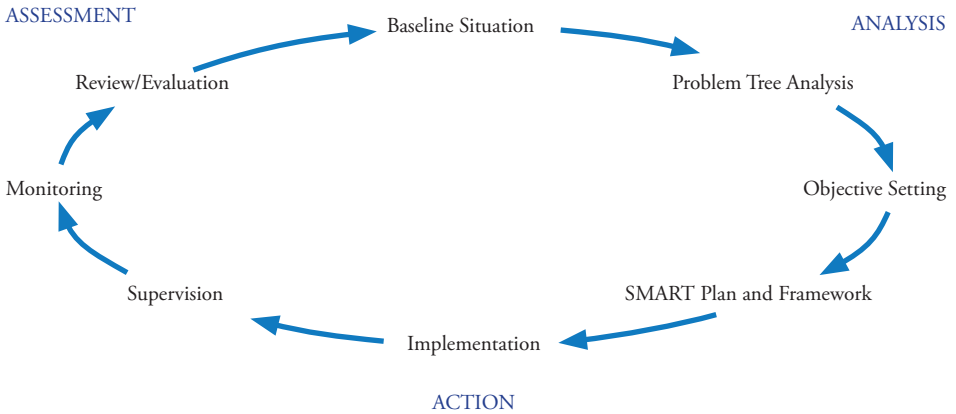 ASSESSMENT
Baseline Situation
ANALYSIS
Review/Evaluation
Problem Tree Analysis
Monitoring
Objective Setting
Supervision
SMART Plan and Framework
Implementation
ACTION